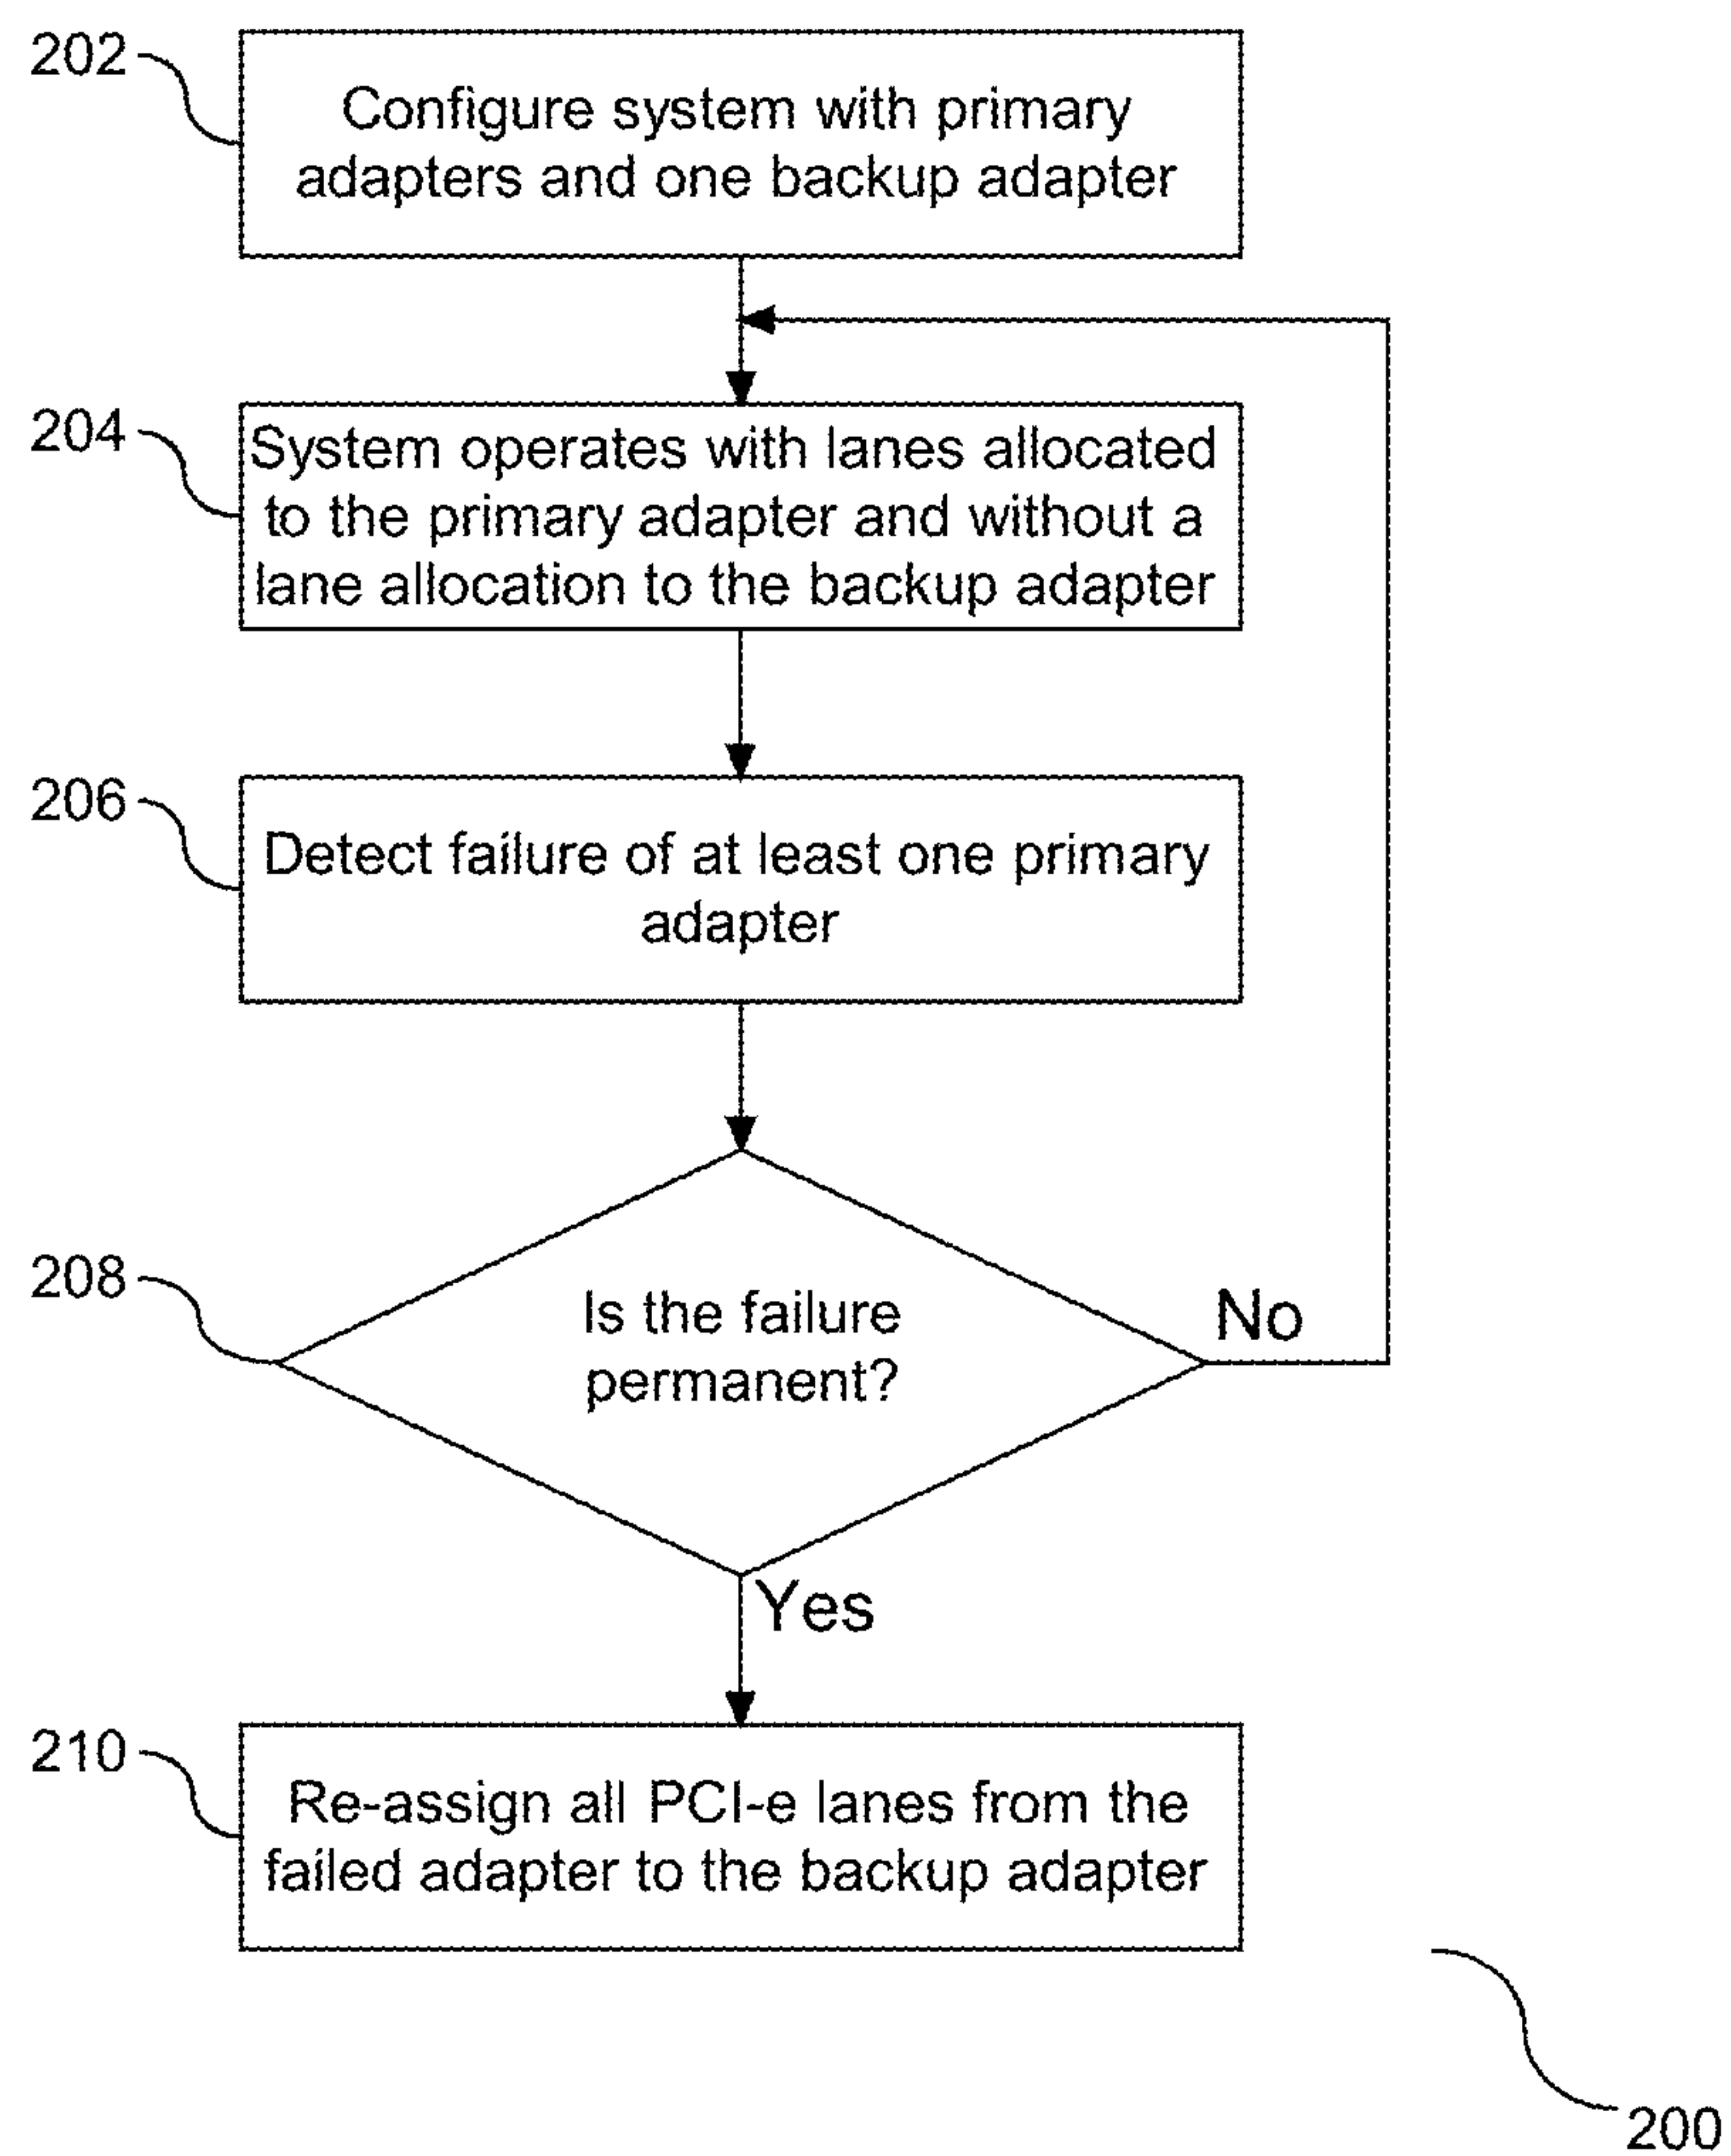 202
Configure system with primary
adapters and one backup adapter
204
System operates with lanes allocated
to the primary adapter and without a
lane allocation to the backup adapter
206
Detect failure of at least one primary
adapter
208
Is the failure
permanent?
No
Yes
210
Re-assign all PCI-e lanes from the
failed adapter to the backup adapter
200